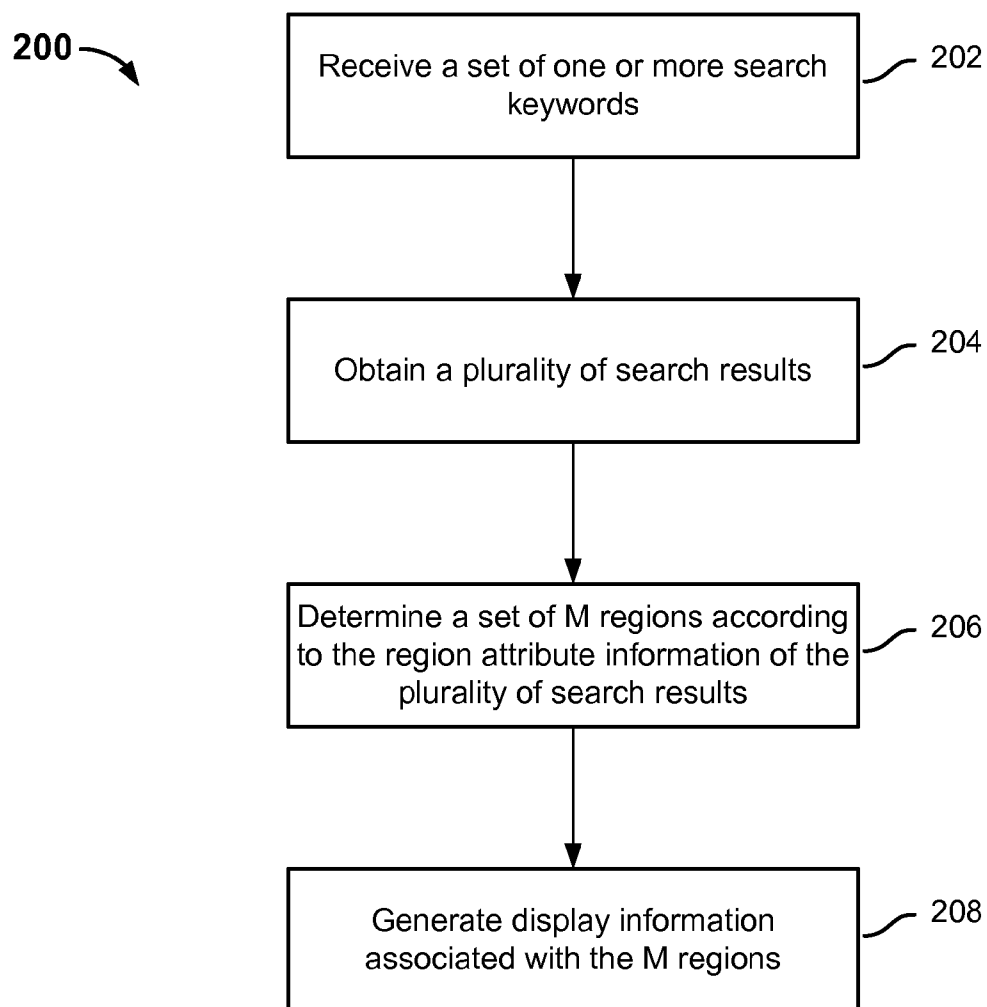 200
Receive a set of one or more search
keywords
202
Obtain a plurality of search results
204
Determine a set of M regions according
to the region attribute information of the
plurality of search results
206
Generate display information
associated with the M regions
208